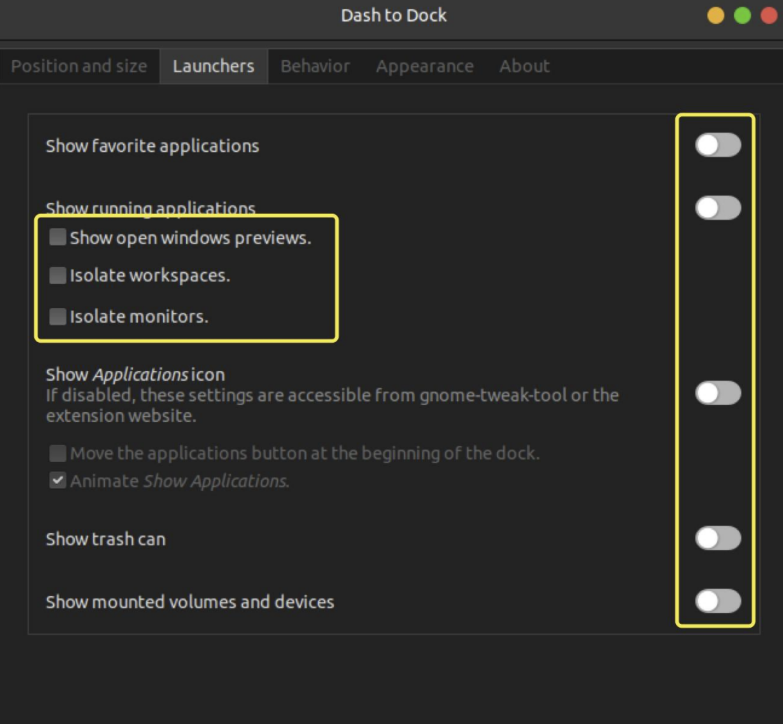 Dash to Dock
Position and size Launchers Behavior Appearance About
Show favorite applications
Show running applications
Show open windows previews.
Isolate workspaces.
Isolate monitors.
Show Applications icon
If disabled, these settings are accessible from gnome-tweak-tool or the
extension website.
Move the applications button at the beginning of the dock.
Animate Show Applications.
Show trash can
Show mounted volumes and devices